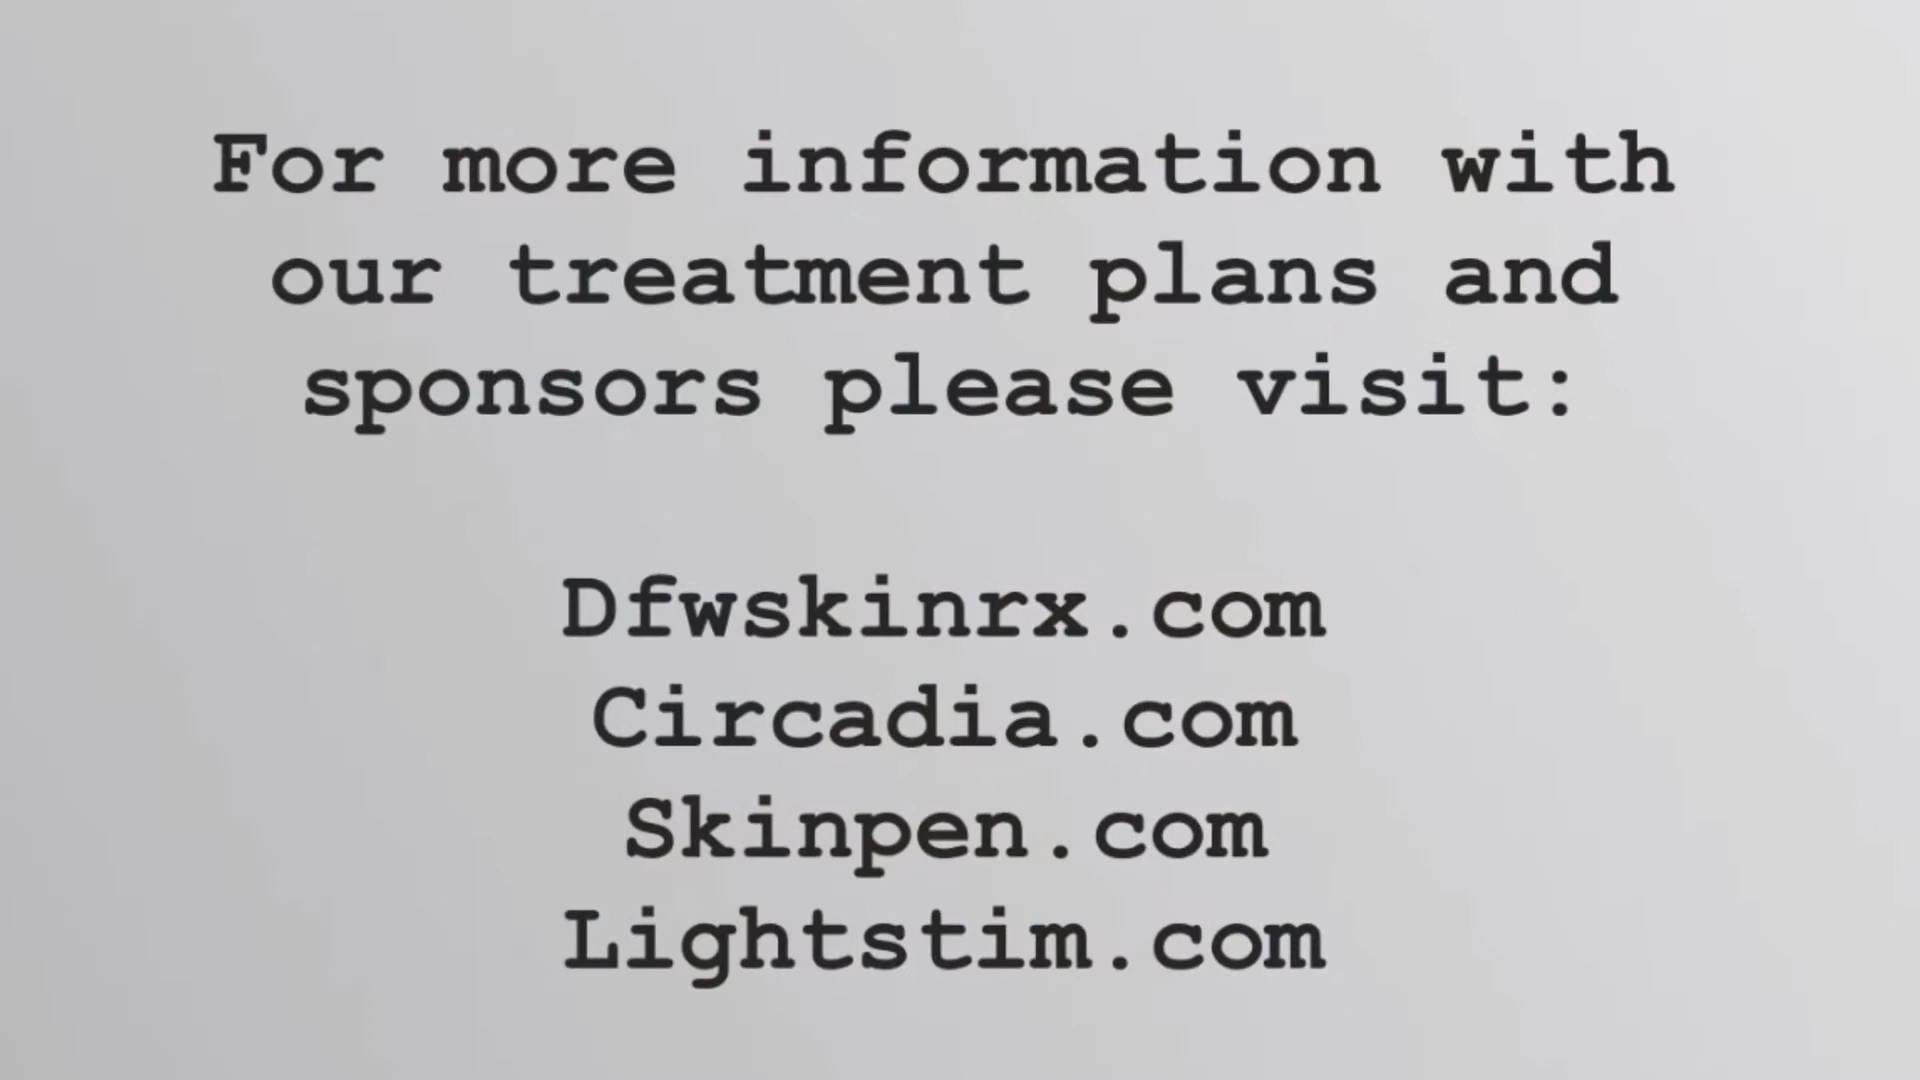 For more information with
our treatment plans and
sponsors please visit:
Dfwskinrx.com
Circadia.com
Skinpen.com
Lightstim.com